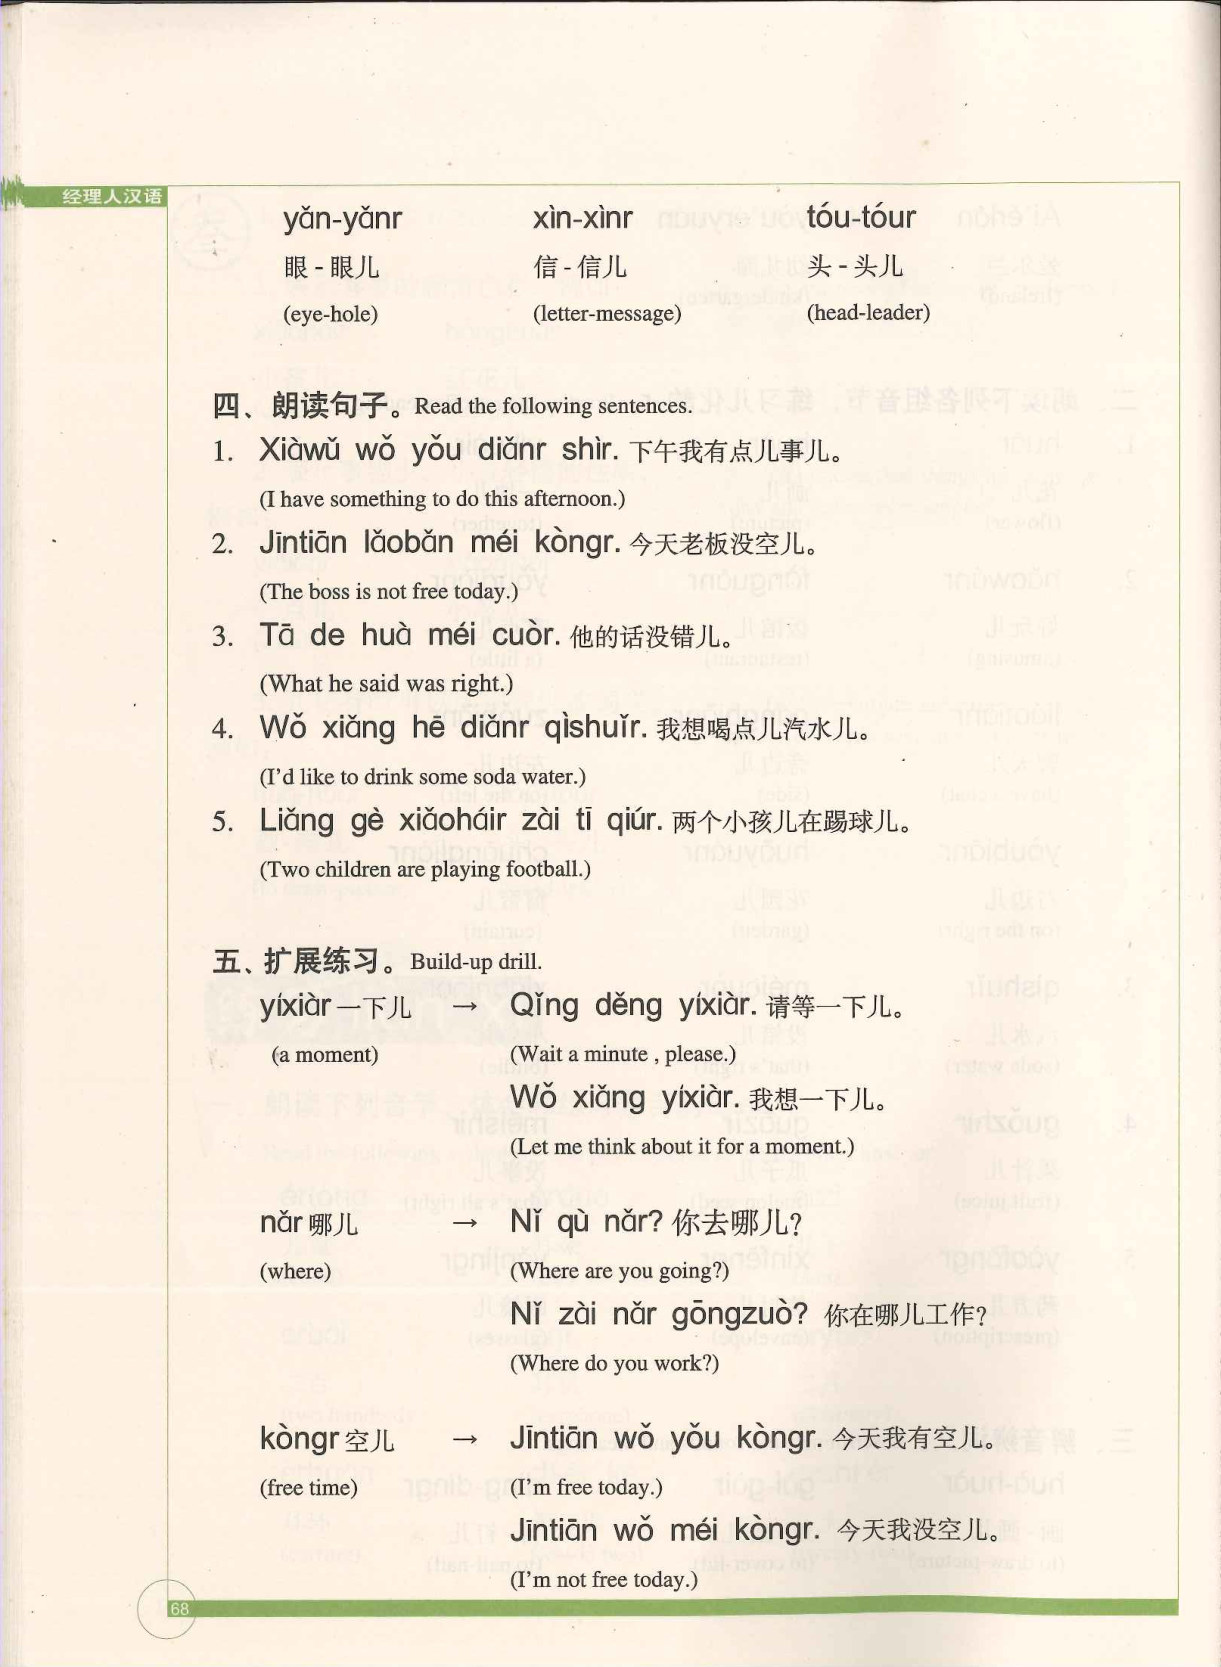 经理人汉语
yǎn-yǎnr xìn-xìnr tóu-tóur
眼 - 眼儿 信 - 信儿 头 - 头儿
(eye-hole) (letter-message) (head-leader)
四、朗读句子。Read the following sentences.
1. Xiàwǔ wǒ yǒu diǎnr shìr. 下午我有点儿事儿。
(I have something to do this afternoon.)
2. Jīntiān lǎobǎn méi kòngr. 今天老板没空儿。
(The boss is not free today.)
3. Tā de huà méi cuòr. 他的话没错儿。
(What he said was right.)
4. Wǒ xiǎng hē diǎnr qìshuǐr. 我想喝点儿汽水儿。
(I'd like to drink some soda water.)
5. Liǎng gè xiǎoháir zài tī qiúr. 两个小孩儿在踢球儿。
(Two children are playing football.)
五、扩展练习。Build-up drill.
yíxiàr 一下儿 → Qǐng děng yíxiàr. 请等一下儿。
(a moment) (Wait a minute , please.)
Wǒ xiǎng yíxiàr. 我想一下儿。
(Let me think about it for a moment.)
nǎr 哪儿 → Nǐ qù nǎr? 你去哪儿?
(where) (Where are you going?)
Nǐ zài nǎr gōngzuò? 你在哪儿工作?
(Where do you work?)
kòngr 空儿 → Jīntiān wǒ yǒu kòngr. 今天我有空儿。
(free time) (I'm free today.)
Jīntiān wǒ méi kòngr. 今天我没空儿。
(I'm not free today.)
68